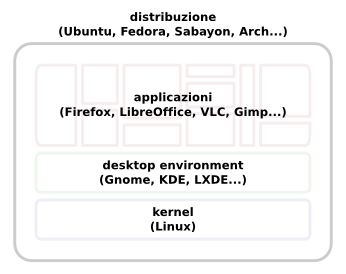 distribuzione
(Ubuntu, Fedora, Sabayon, Arch...)
applicazioni
(Firefox, LibreOffice, VLC, Gimp...)
desktop environment
(Gnome, KDE, LXDE...)
kernel
(Linux)